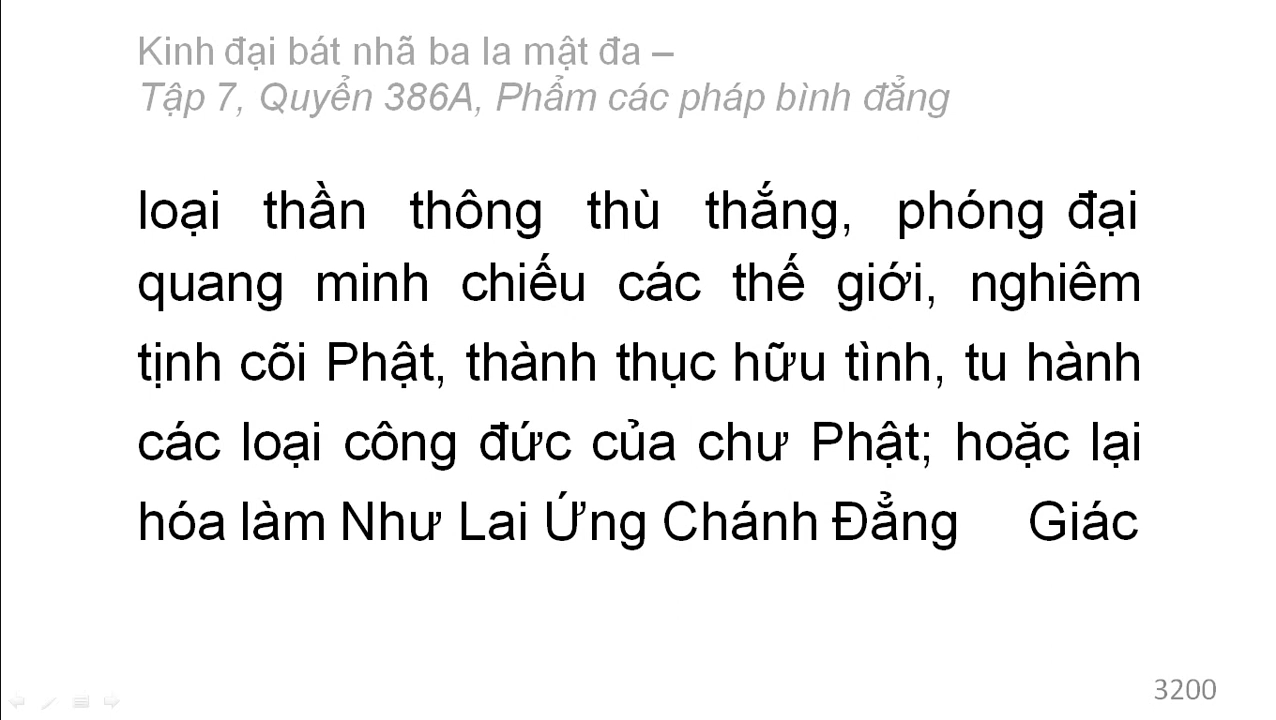 Kinh đại bát nhã ba la mật đa –
Tập 7, Quyển 386A, Phẩm các pháp bình đẳng
loại thần thông thù thắng, phóng đại
quang minh chiếu các thế giới, nghiêm
tịnh cõi Phật, thành thục hữu tình, tu hành
các loại công đức của chư Phật; hoặc lại
hóa làm Như Lai Ứng Chánh Đẳng Giác
3200